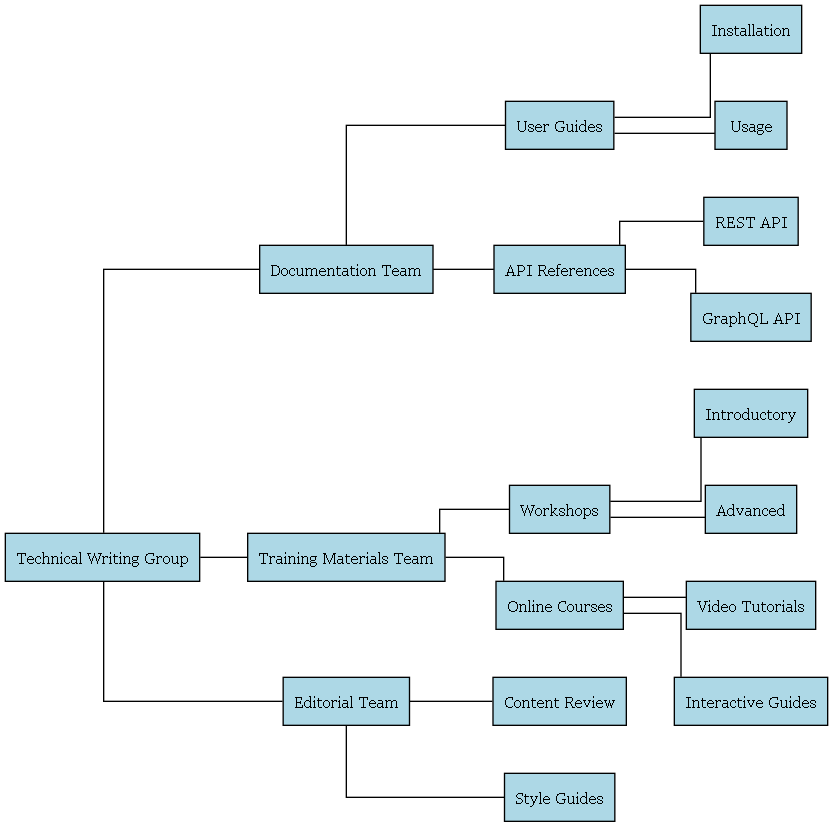 Installation
User Guides
Usage
REST API
Documentation Team
API References
GraphQL API
Introductory
Workshops
Advanced
Technical Writing Group
Training Materials Team
Online Courses
Video Tutorials
Editorial Team
Content Review
Interactive Guides
Style Guides